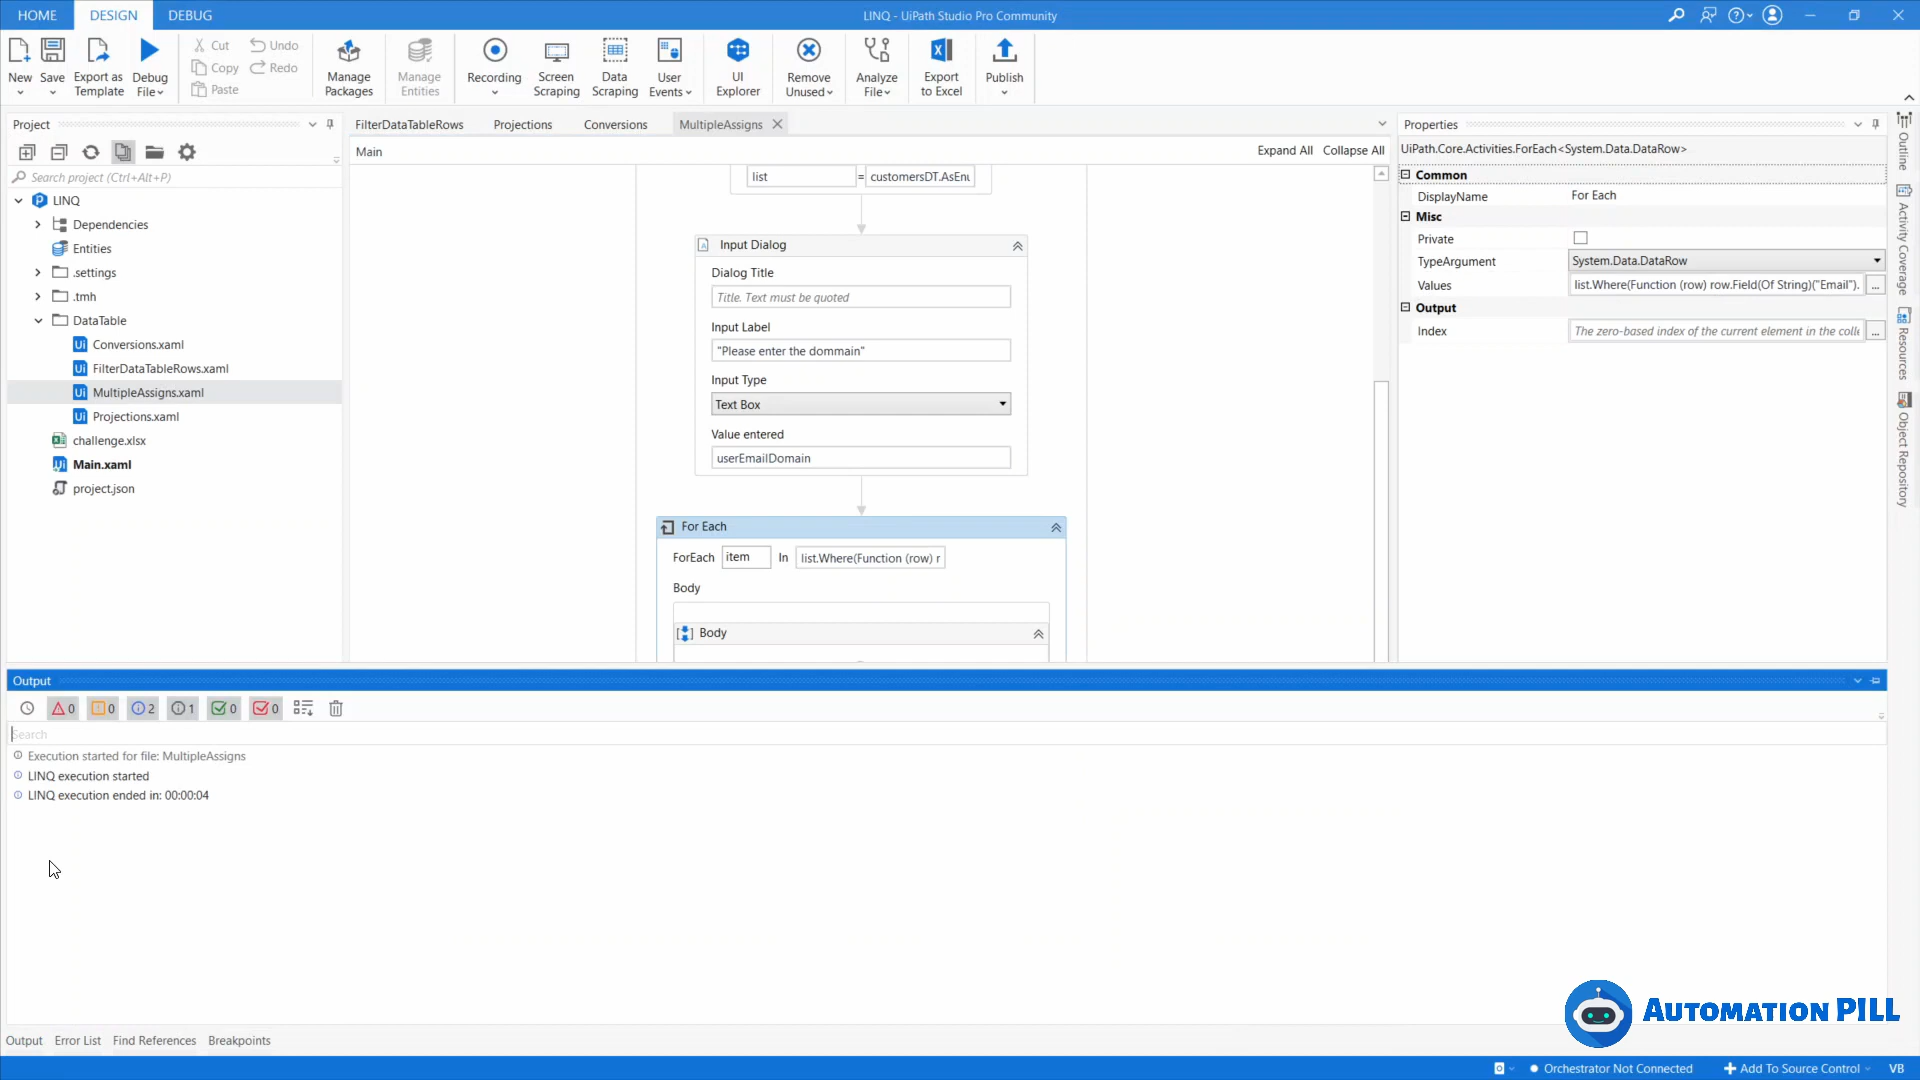 HOME DESIGN DEBUG LINQ - UiPath Studio Pro Community
New Save Export as Template Debug File Cut Copy Paste Undo Redo Manage Packages Manage Entities Recording Screen Scraping Data Scraping User Events UI Explorer Remove Unused Analyze File Export to Excel Publish
Project
Search project (Ctrl+Alt+P)
LINQ
Dependencies
Entities
.settings
.tmh
DataTable
Conversions.xaml
FilterDataTableRows.xaml
MultipleAssigns.xaml
Projections.xaml
challenge.xlsx
Main.xaml
project.json
FilterDataTableRows Projections Conversions MultipleAssigns
Main Expand All Collapse All
list = customersDT.AsEnu
Input Dialog
Dialog Title
Title. Text must be quoted
Input Label
"Please enter the dommain"
Input Type
Text Box
Value entered
userEmailDomain
For Each
ForEach item In list.Where(Function (row) r
Body
Body
Properties
UiPath.Core.Activities.ForEach<System.Data.DataRow>
Common
DisplayName For Each
Misc
Private
TypeArgument System.Data.DataRow
Values list.Where(Function (row) row.Field(Of String)("Email"). ...
Output
Index The zero-based index of the current element in the colle ...
Outline
Activity Coverage
Resources
Object Repository
Output
0 0 2 1 0 0
Search
Execution started for file: MultipleAssigns
LINQ execution started
LINQ execution ended in: 00:00:04
AUTOMATION PILL
Output Error List Find References Breakpoints
Orchestrator Not Connected Add To Source Control VB